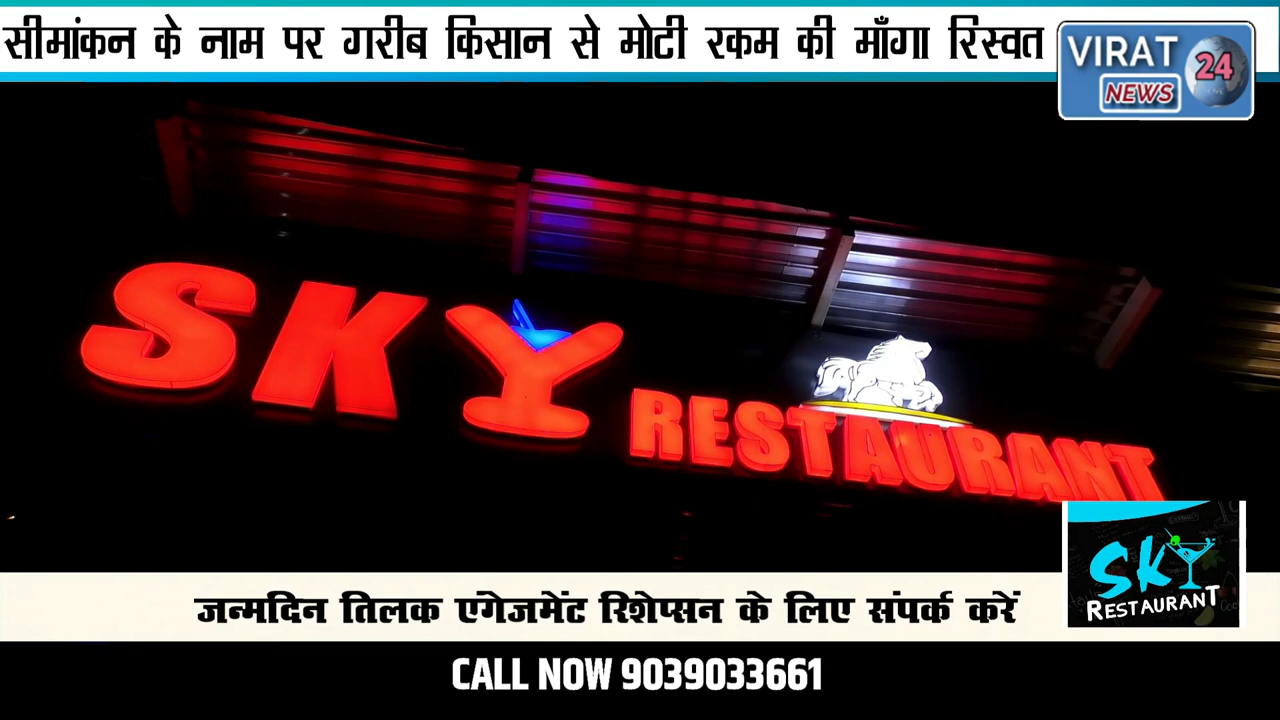 सीमांकन के नाम पर गरीब किसान से मोटी रकम की माँगा रिस्वत
VIRAT 24
NEWS
SKY RESTAURANT
SKY
RESTAURANT
जन्मदिन तिलक एंगेजमेंट रिशेप्सन के लिए संपर्क करें
CALL NOW 9039033661